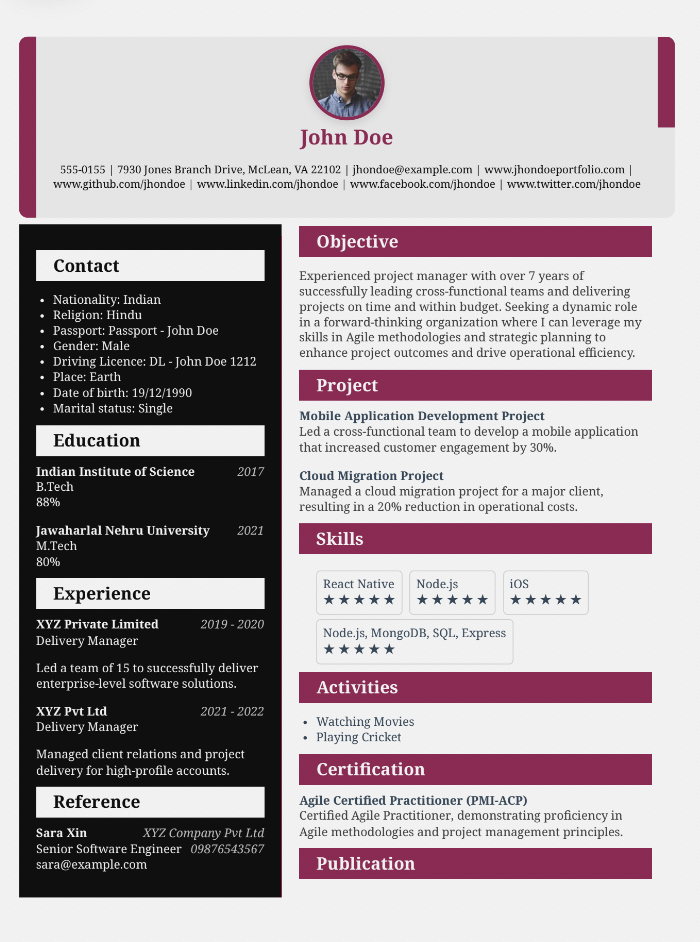 John Doe
555-0155 | 7930 Jones Branch Drive, McLean, VA 22102 | jhondoe@example.com | www.jhondoeportfolio.com |
www.github.com/jhondoe | www.linkedin.com/jhondoe | www.facebook.com/jhondoe | www.twitter.com/jhondoe
Contact
• Nationality: Indian
• Religion: Hindu
• Passport: Passport - John Doe
• Gender: Male
• Driving Licence: DL - John Doe 1212
• Place: Earth
• Date of birth: 19/12/1990
• Marital status: Single
Education
Indian Institute of Science 2017
B.Tech
88%
Jawaharlal Nehru University 2021
M.Tech
80%
Experience
XYZ Private Limited 2019 - 2020
Delivery Manager
Led a team of 15 to successfully deliver
enterprise-level software solutions.
XYZ Pvt Ltd 2021 - 2022
Delivery Manager
Managed client relations and project
delivery for high-profile accounts.
Reference
Sara Xin XYZ Company Pvt Ltd
Senior Software Engineer 09876543567
sara@example.com
Objective
Experienced project manager with over 7 years of
successfully leading cross-functional teams and delivering
projects on time and within budget. Seeking a dynamic role
in a forward-thinking organization where I can leverage my
skills in Agile methodologies and strategic planning to
enhance project outcomes and drive operational efficiency.
Project
Mobile Application Development Project
Led a cross-functional team to develop a mobile application
that increased customer engagement by 30%.
Cloud Migration Project
Managed a cloud migration project for a major client,
resulting in a 20% reduction in operational costs.
Skills
React Native
★★★★★
Node.js
★★★★★
iOS
★★★★★
Node.js, MongoDB, SQL, Express
★★★★★
Activities
• Watching Movies
• Playing Cricket
Certification
Agile Certified Practitioner (PMI-ACP)
Certified Agile Practitioner, demonstrating proficiency in
Agile methodologies and project management principles.
Publication